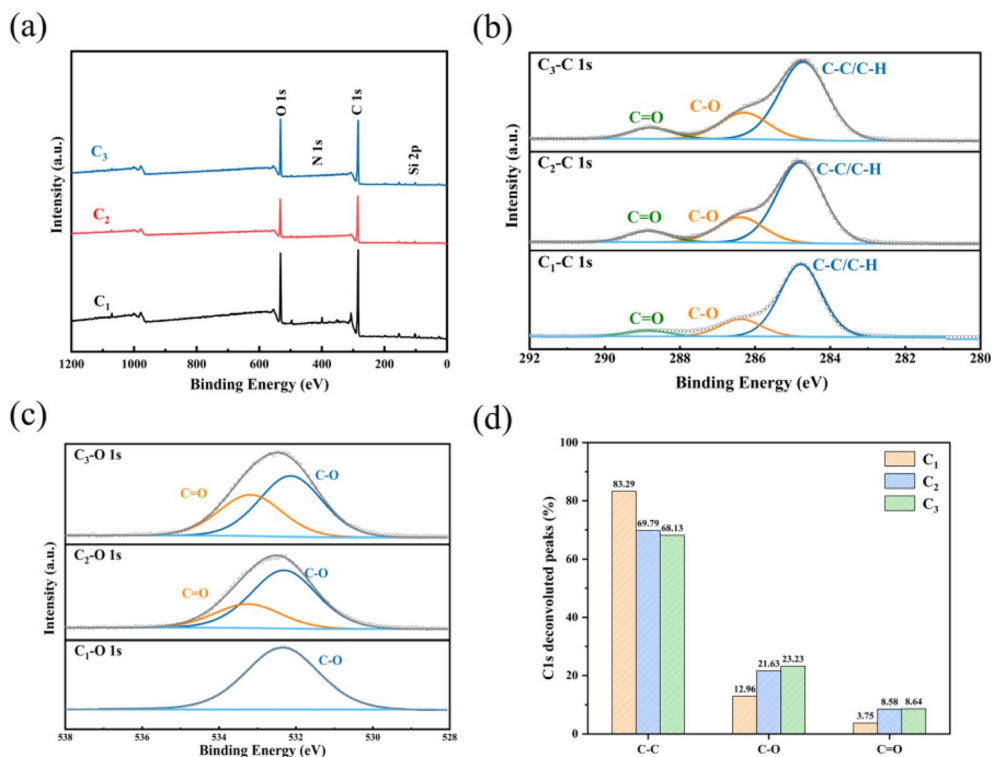 (a)
O 1s
N 1s
C 1s
Si 2p
C3
C2
C1
Intensity (a.u.)
1200 1000 800 600 400 200 0
Binding Energy (eV)
(b)
C3-C 1s
C-C/C-H
C-O
C=O
C2-C 1s
C-C/C-H
C-O
C=O
C1-C 1s
C-C/C-H
C-O
C=O
Intensity (a.u.)
292 290 288 286 284 282 280
Binding Energy (eV)
(c)
C3-O 1s
C-O
C=O
C2-O 1s
C-O
C=O
C1-O 1s
C-O
Intensity (a.u.)
538 536 534 532 530 528
Binding Energy (eV)
(d)
C1s deconvoluted peaks (%)
100
80
60
40
20
0
C1
C2
C3
83.29
69.79 68.13
12.96
21.63 23.23
3.75
8.58 8.64
C-C C-O C=O